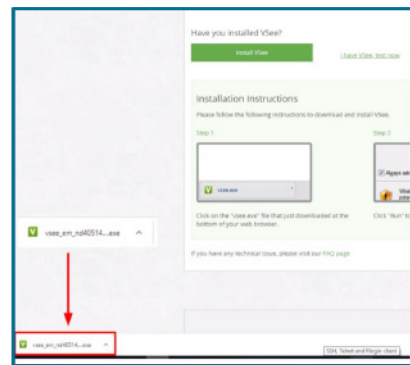 Have you installed VSee?
Install VSee
I have VSee, test now
Installation Instructions
Please follow the following instructions to download and install VSee.
Step 1
Step 2
vsee.exe
Click on the "vsee.exe" file that just downloaded at the
bottom of your web browser.
Click "Run" to
If you have any technical issue, please visit our FAQ page
vsee_em_nd40514....exe
vsee_em_nd40514....exe
SSH, Telnet and Rlogin client